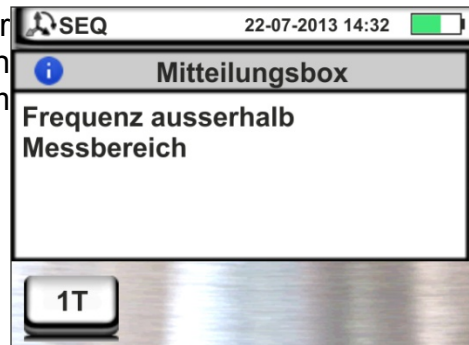 SEQ 22-07-2013 14:32
Mitteilungsbox
Frequenz ausserhalb
Messbereich
1T